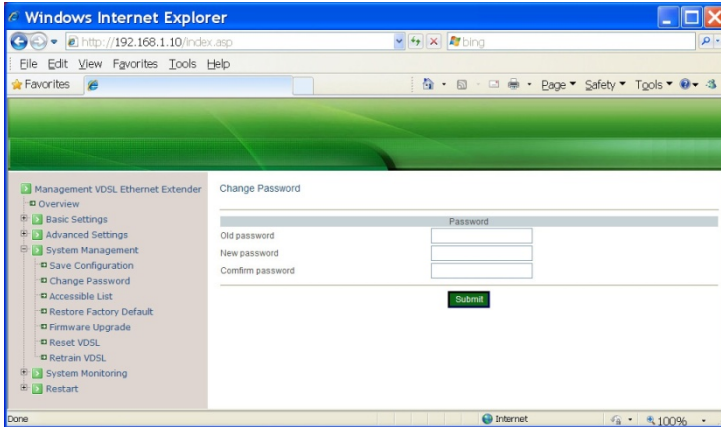 Windows Internet Explorer
http://192.168.1.10/index.asp
bing
File Edit View Favorites Tools Help
Favorites
Page Safety Tools
Management VDSL Ethernet Extender
Overview
Basic Settings
Advanced Settings
System Management
Save Configuration
Change Password
Accessible List
Restore Factory Default
Firmware Upgrade
Reset VDSL
Retrain VDSL
System Monitoring
Restart
Change Password
Password
Old password
New password
Comfirm password
Submit
Done
Internet
100%